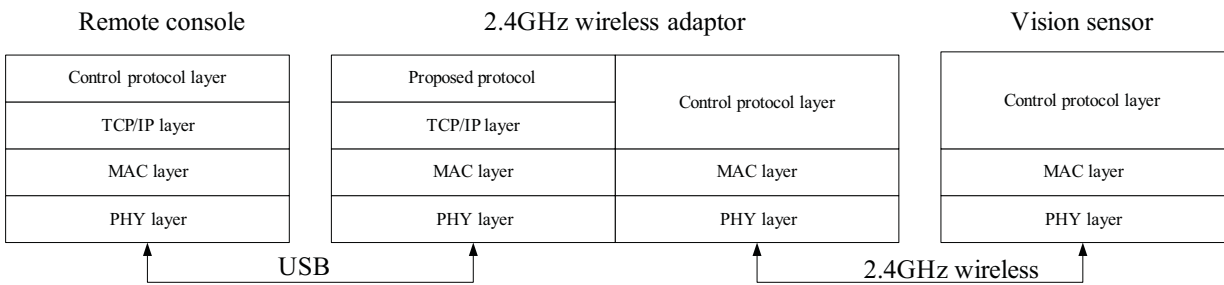 Remote console
2.4GHz wireless adaptor
Vision sensor
Control protocol layer
TCP/IP layer
MAC layer
PHY layer
Proposed protocol
TCP/IP layer
MAC layer
PHY layer
Control protocol layer
MAC layer
PHY layer
Control protocol layer
MAC layer
PHY layer
USB
2.4GHz wireless